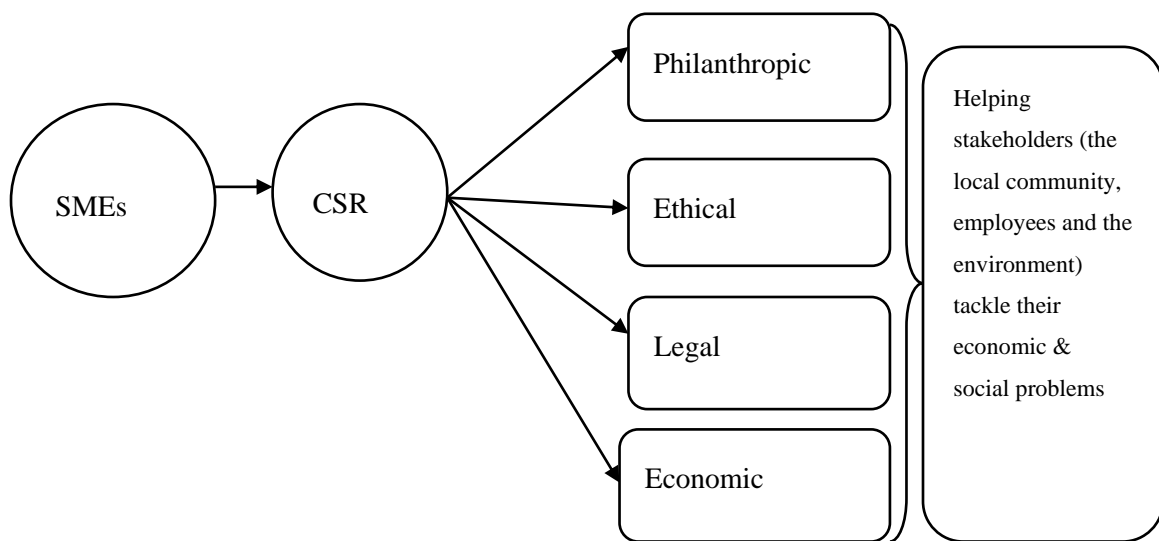 SMEs
CSR
Philanthropic
Ethical
Legal
Economic
Helping
stakeholders (the
local community,
employees and the
environment)
tackle their
economic &
social problems